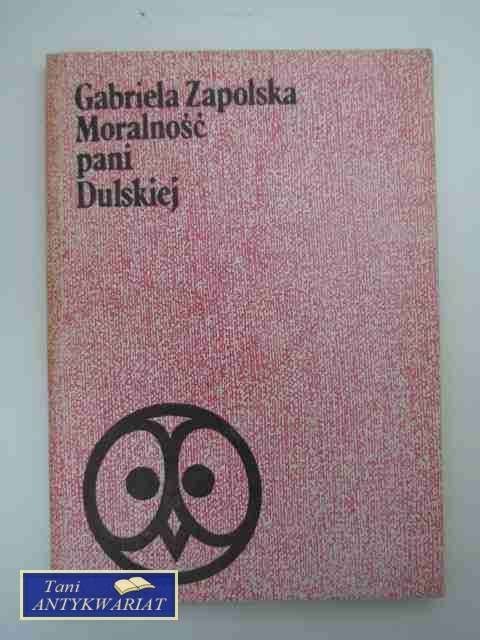 Gabriela Zapolska
Moralność
pani
Dulskiej
Tani
ANTYKWARIAT